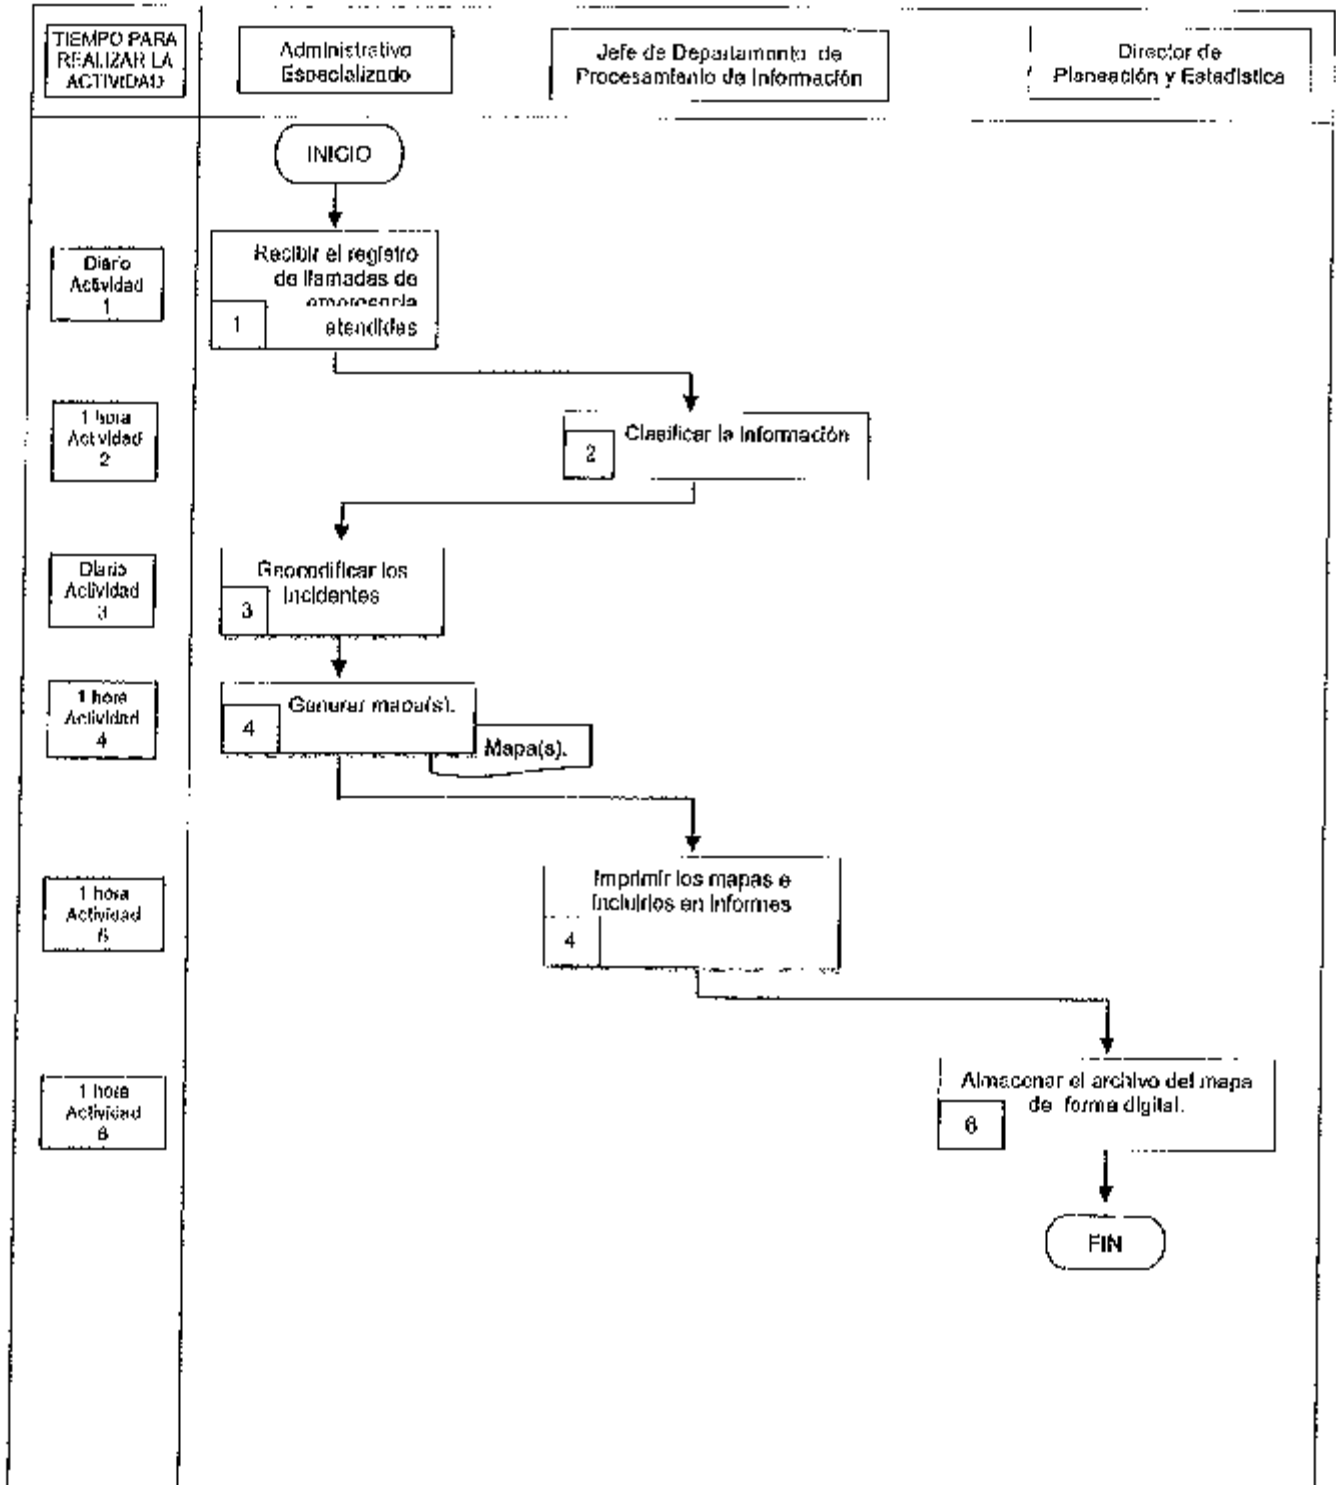 TIEMPO PARA
REALIZAR LA
ACTIVIDAD
Administrativo
Especializado
Jefe de Departamento de
Procesamiento de Información
Director de
Planeación y Estadística
INICIO
Diario
Actividad
1
Recibir el registro
de llamadas de
emergencia
atendidas
1
1 hora
Actividad
2
Clasificar la Información
2
Diario
Actividad
3
Geocodificar los
Incidentes
3
1 hora
Actividad
4
Generar mapa(s).
4
Mapa(s).
1 hora
Actividad
5
Imprimir los mapas e
incluirlos en Informes
4
1 hora
Actividad
6
Almacenar el archivo del mapa
de forma digital.
6
FIN